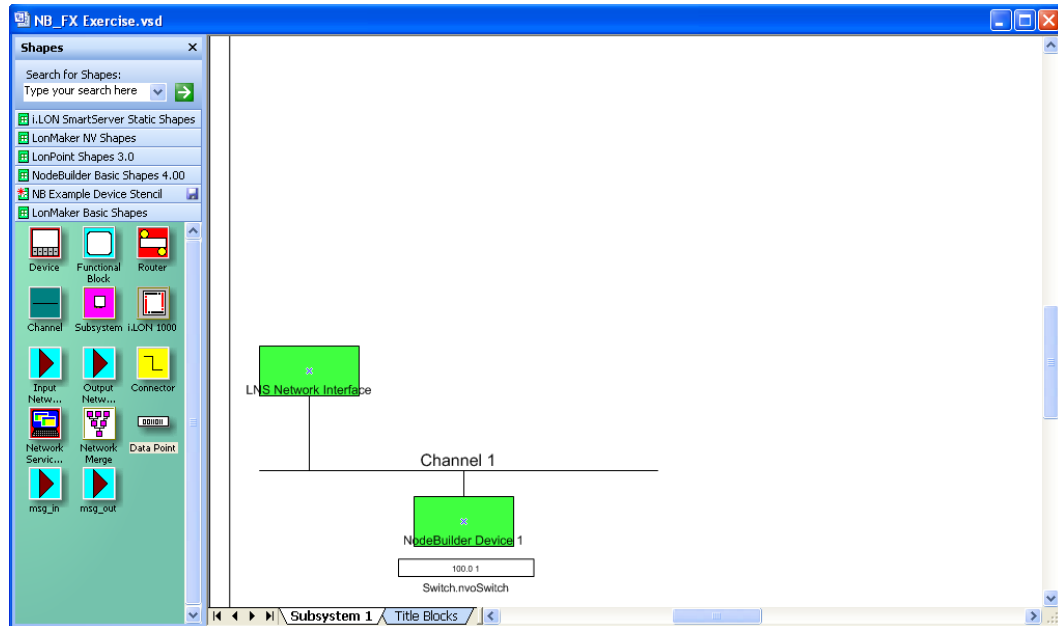 NB_FX Exercise.vsd
Shapes
Search for Shapes:
Type your search here
i.LON SmartServer Static Shapes
LonMaker NV Shapes
LonPoint Shapes 3.0
NodeBuilder Basic Shapes 4.00
NB Example Device Stencil
LonMaker Basic Shapes
Device
Functional
Block
Router
Channel
Subsystem
i.LON 1000
Input
Netw...
Output
Netw...
Connector
Network
Servic...
Network
Merge
Data Point
msg_in
msg_out
LNS Network Interface
Channel 1
NodeBuilder Device 1
100.0 1
Switch.nvoSwitch
Subsystem 1
Title Blocks